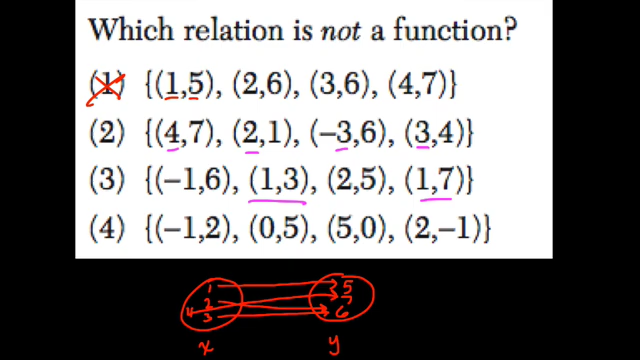 Which relation is not a function?
(1) {(1,5), (2,6), (3,6), (4,7)}
(2) {(4,7), (2,1), (−3,6), (3,4)}
(3) {(−1,6), (1,3), (2,5), (1,7)}
(4) {(−1,2), (0,5), (5,0), (2,−1)}
1 5
2 7
4 3 6
x y